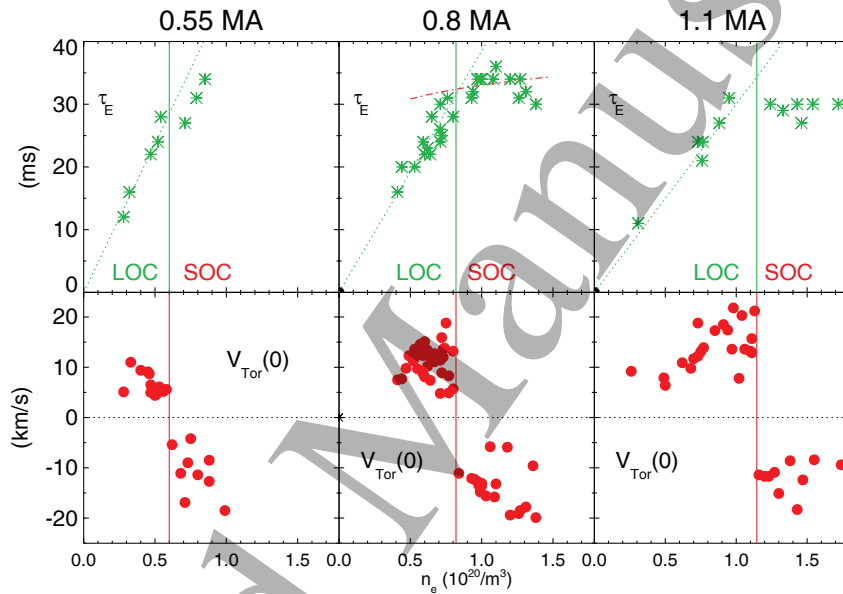 0.55 MA 0.8 MA 1.1 MA
40
30
20
10
0
(ms)
τE
LOC SOC
τE
LOC SOC
τE
LOC SOC
20
10
0
-10
-20
(km/s)
VTor(0)
VTor(0)
VTor(0)
0.0 0.5 1.0 1.5 0.0 0.5 1.0 1.5 0.0 0.5 1.0 1.5
ne (10^20/m^3)
d Manus